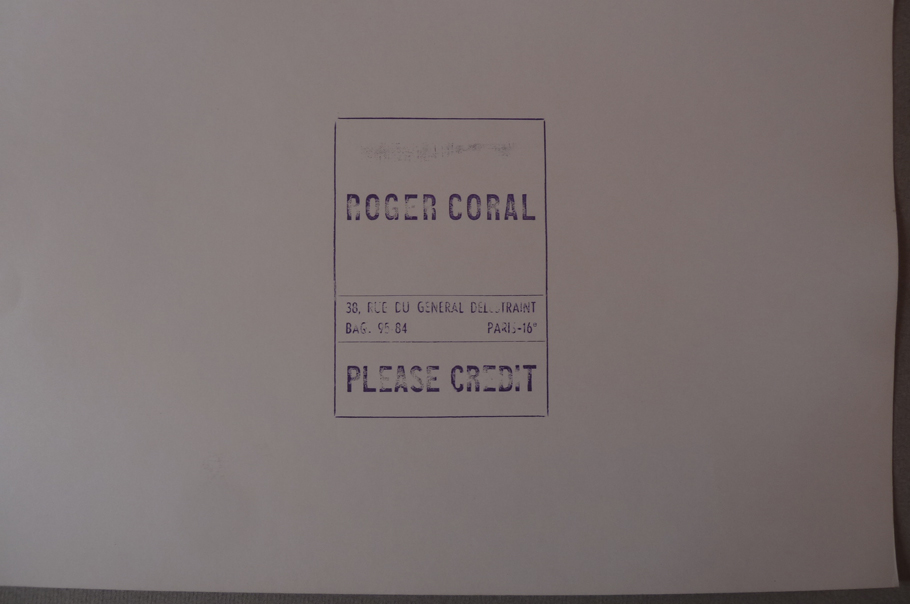 ROGER CORAL
38, RUE DU GENERAL DELESTRAINT
BAG. 95-84 PARIS-16e
PLEASE CREDIT